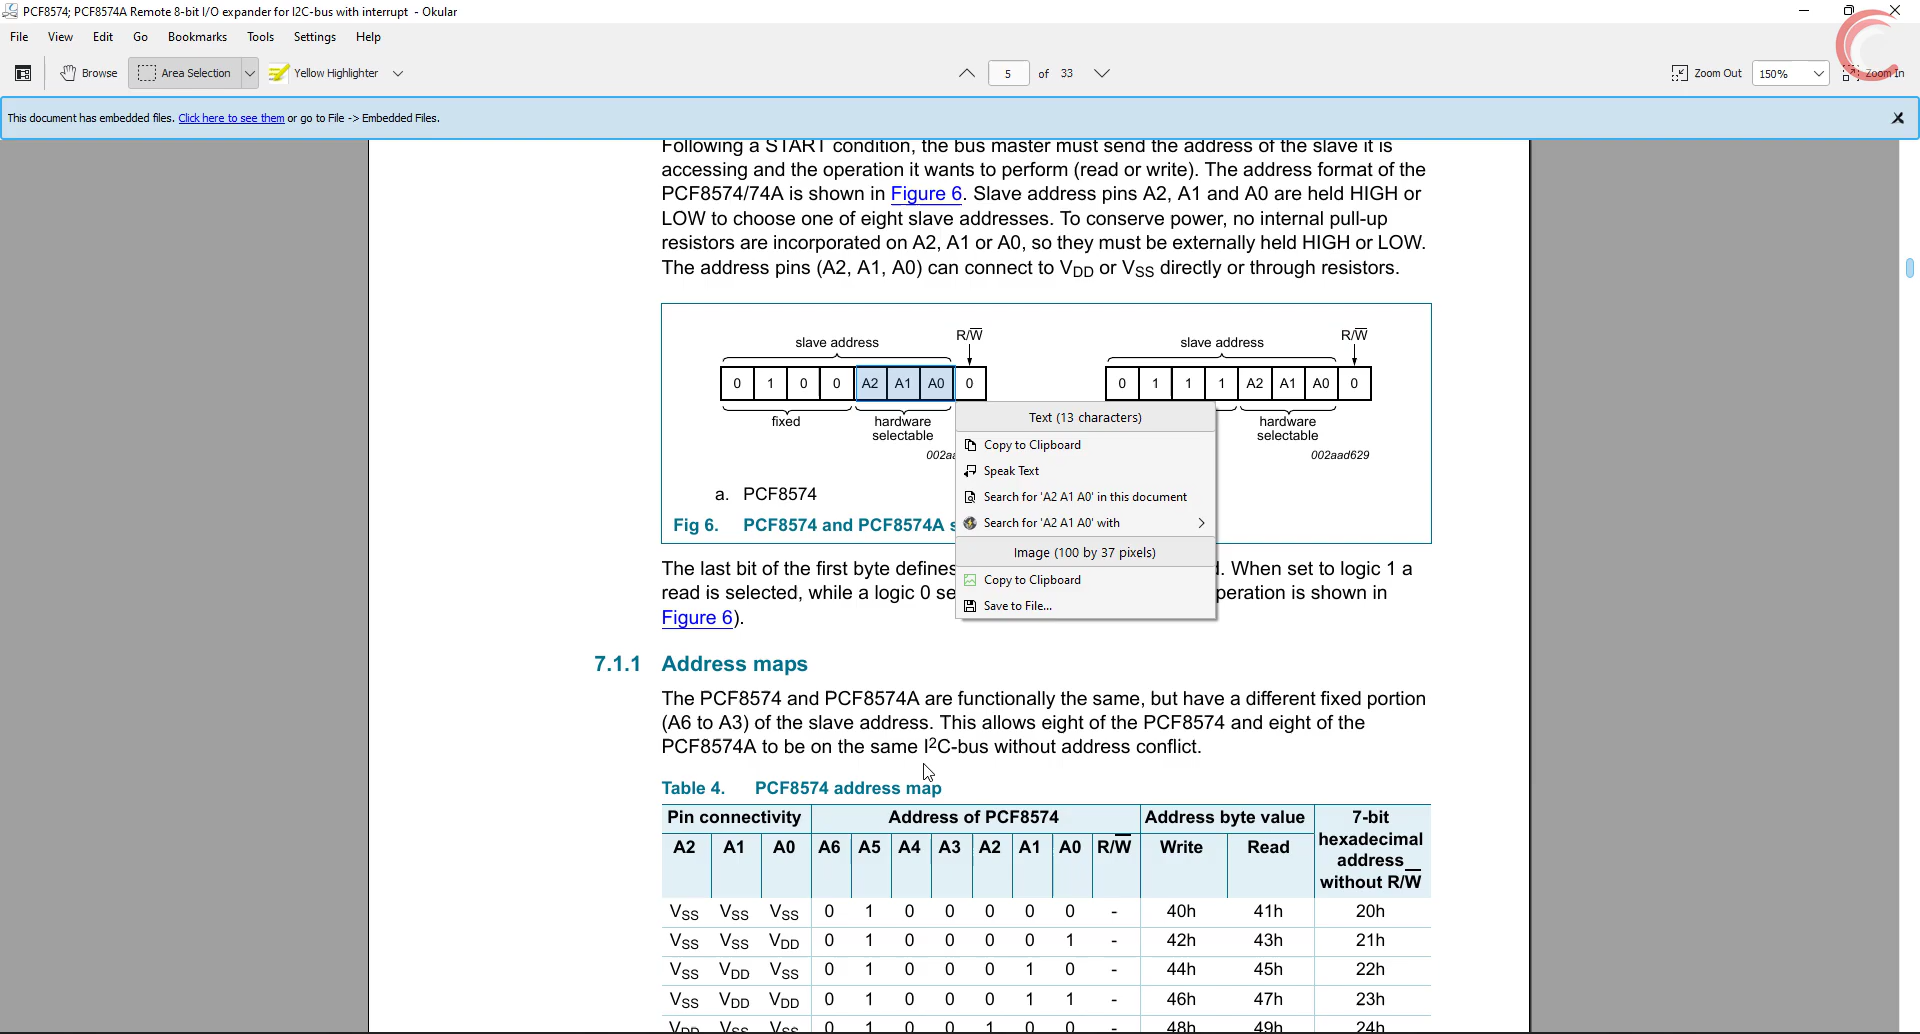 PCF8574; PCF8574A Remote 8-bit I/O expander for I2C-bus with interrupt - Okular
File View Edit Go Bookmarks Tools Settings Help
Browse Area Selection Yellow Highlighter 5 of 33 Zoom Out 150% Zoom In
This document has embedded files. Click here to see them or go to File -> Embedded Files.
Following a START condition, the bus master must send the address of the slave it is
accessing and the operation it wants to perform (read or write). The address format of the
PCF8574/74A is shown in Figure 6. Slave address pins A2, A1 and A0 are held HIGH or
LOW to choose one of eight slave addresses. To conserve power, no internal pull-up
resistors are incorporated on A2, A1 or A0, so they must be externally held HIGH or LOW.
The address pins (A2, A1, A0) can connect to VDD or VSS directly or through resistors.
R/W̅ R/W̅
slave address slave address
0 1 0 0 A2 A1 A0 0 0 1 1 1 A2 A1 A0 0
fixed hardware hardware
selectable selectable
002aa 002aad629
Text (13 characters)
Copy to Clipboard
Speak Text
Search for 'A2 A1 A0' in this document
Search for 'A2 A1 A0' with
Image (100 by 37 pixels)
Copy to Clipboard
Save to File...
a. PCF8574
Fig 6. PCF8574 and PCF8574A s
The last bit of the first byte defines d. When set to logic 1 a
read is selected, while a logic 0 se peration is shown in
Figure 6).
7.1.1 Address maps
The PCF8574 and PCF8574A are functionally the same, but have a different fixed portion
(A6 to A3) of the slave address. This allows eight of the PCF8574 and eight of the
PCF8574A to be on the same I²C-bus without address conflict.
Table 4. PCF8574 address map
Pin connectivity Address of PCF8574 Address byte value 7-bit
hexadecimal
address
without R/W̅
A2 A1 A0 A6 A5 A4 A3 A2 A1 A0 R/W̅ Write Read
VSS VSS VSS 0 1 0 0 0 0 0 - 40h 41h 20h
VSS VSS VDD 0 1 0 0 0 0 1 - 42h 43h 21h
VSS VDD VSS 0 1 0 0 0 1 0 - 44h 45h 22h
VSS VDD VDD 0 1 0 0 0 1 1 - 46h 47h 23h
VDD VSS VSS 0 1 0 0 1 0 0 - 48h 49h 24h